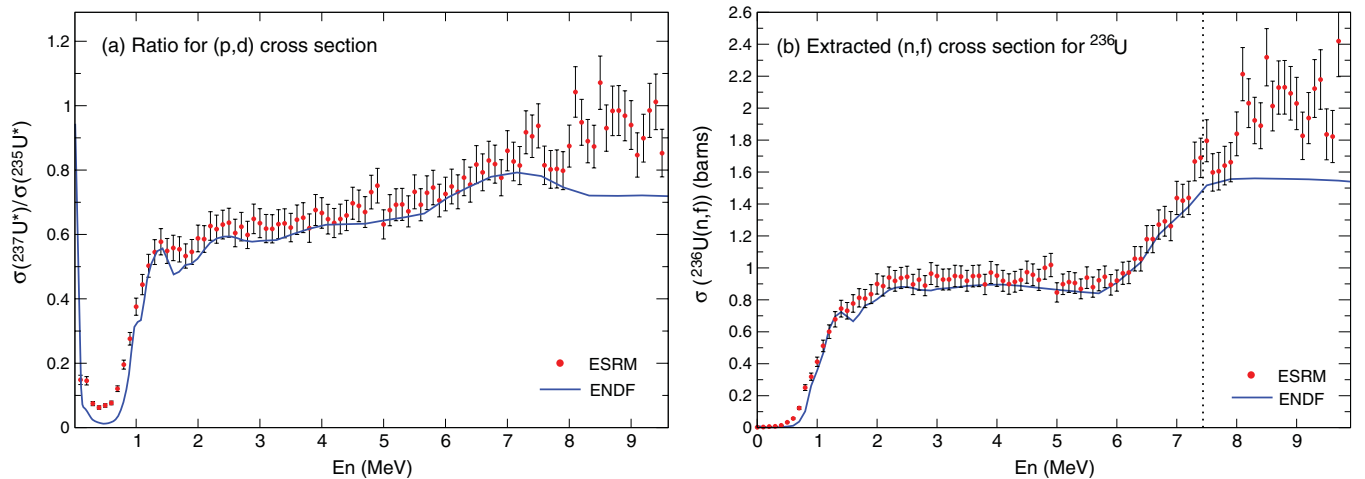 (a) Ratio for (p,d) cross section
σ(²³⁷U*)/σ(²³⁵U*)
1.2
1
0.8
0.6
0.4
0.2
0
1 2 3 4 5 6 7 8 9
En (MeV)
ESRM
ENDF
(b) Extracted (n,f) cross section for ²³⁶U
σ (²³⁶U(n,f)) (barns)
2.6
2.4
2.2
2
1.8
1.6
1.4
1.2
1
0.8
0.6
0.4
0.2
0
0 1 2 3 4 5 6 7 8 9
En (MeV)
ESRM
ENDF